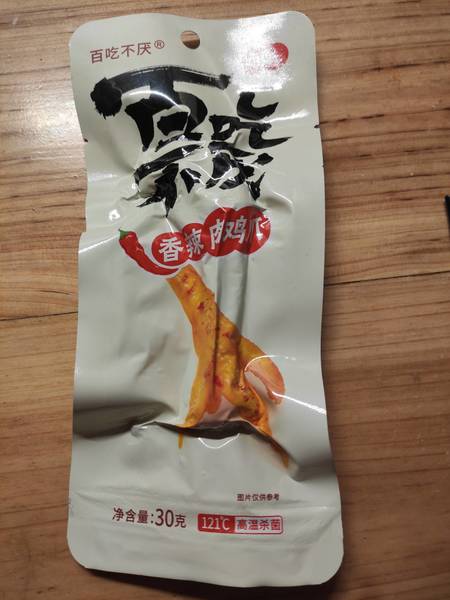 百吃不厌®
香辣肉鸡爪
图片仅供参考
净含量:30克
121℃ 高温杀菌